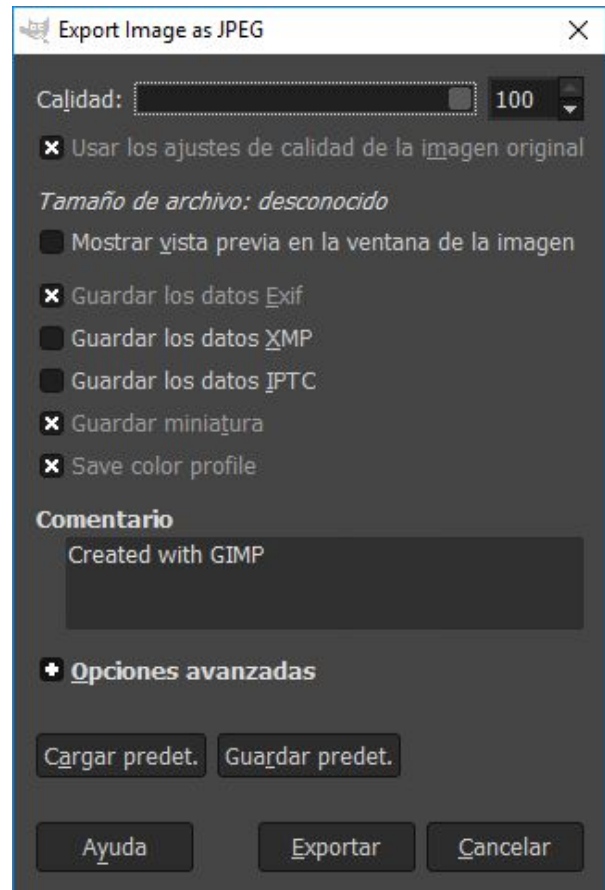 Export Image as JPEG
Calidad: 100
Usar los ajustes de calidad de la imagen original
Tamaño de archivo: desconocido
Mostrar vista previa en la ventana de la imagen
Guardar los datos Exif
Guardar los datos XMP
Guardar los datos IPTC
Guardar miniatura
Save color profile
Comentario
Created with GIMP
Opciones avanzadas
Cargar predet. Guardar predet.
Ayuda Exportar Cancelar